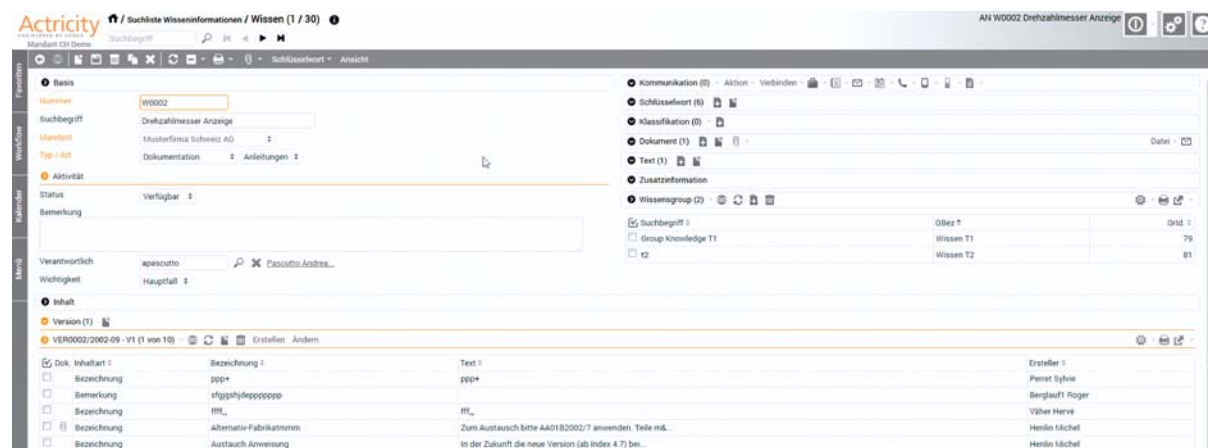 Actricity
Mandant CH Demo
/ Suchliste Wisseninformationen / Wissen (1 / 30)
Suchbegriff
AN W0002 Drehzahlmesser Anzeige
Schlüsselwort Ansicht
Favoriten
Workflow
Kalender
Menü
Basis
Nummer W0002
Suchbegriff Drehzahlmesser Anzeige
Mandant Musterfirma Schweiz AG
Typ / Art Dokumentation Anleitungen
Aktivität
Status Verfügbar
Bemerkung
Verantwortlich apascutto Pascutto Andrea...
Wichtigkeit Hauptfall
Inhalt
Kommunikation (0) - Aktion - Verbinden
Schlüsselwort (6)
Klassifikation (0)
Dokument (1) Datei
Text (1)
Zusatzinformation
Wissensgroup (2)
Suchbegriff GBez GrId.
Group Knowledge T1 Wissen T1 79
t2 Wissen T2 81
Version (1)
VER0002/2002-09 - V1 (1 von 10) Erstellen Ändern
Dok. Inhaltart Bezeichnung Text Ersteller
Bezeichnung ppp+ ppp+ Perret Sylvie
Bemerkung Berglauf1 Roger
Bezeichnung Väher Hervé
Bezeichnung Alternativ-Fabrikatmmm Zum Austausch bitte AA01B2002/7 anwenden. Teile m&... Henlin Michel
Bezeichnung Austauch Anweisung In der Zukunft die neue Version (ab Index 4.7) bei... Henlin Michel